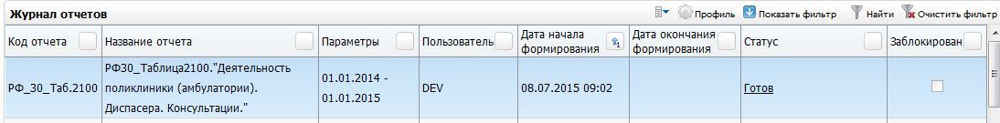 Журнал отчетов
Профиль
Показать фильтр
Найти
Очистить фильтр
Код отчета
Название отчета
Параметры
Пользователь
Дата начала
формирования
Дата окончания
формирования
Статус
Заблокирован
РФ_30_Таб.2100
РФ30_Таблица2100."Деятельность
поликлиники (амбулатории).
Диспасера. Консультации."
01.01.2014 -
01.01.2015
DEV
08.07.2015 09:02
Готов